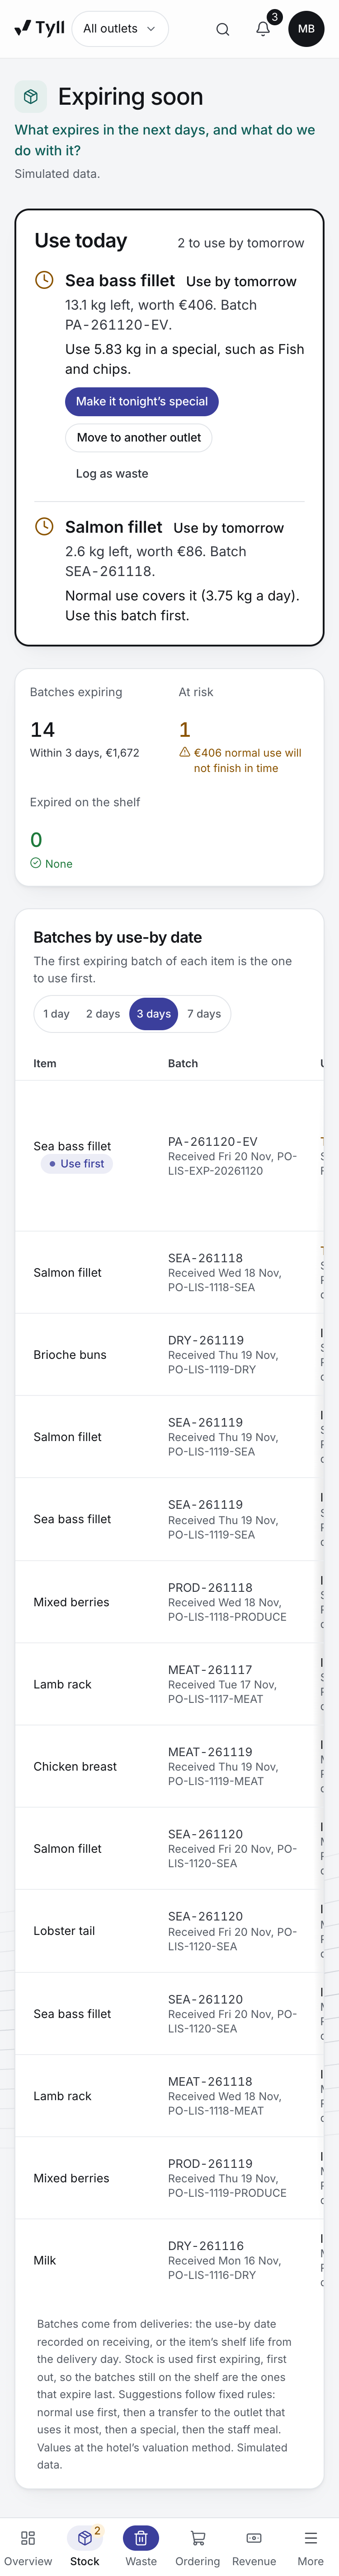 Tyll
All outlets
3
MB
Expiring soon
What expires in the next days, and what do we
do with it?
Simulated data.
Use today
2 to use by tomorrow
Sea bass fillet Use by tomorrow
13.1 kg left, worth €406. Batch
PA-261120-EV.
Use 5.83 kg in a special, such as Fish
and chips.
Make it tonight's special
Move to another outlet
Log as waste
Salmon fillet Use by tomorrow
2.6 kg left, worth €86. Batch
SEA-261118.
Normal use covers it (3.75 kg a day).
Use this batch first.
Batches expiring
14
Within 3 days, €1,672
At risk
1
€406 normal use will
not finish in time
Expired on the shelf
0
None
Batches by use-by date
The first expiring batch of each item is the one
to use first.
1 day 2 days 3 days 7 days
Item Batch
Sea bass fillet
Use first
PA-261120-EV
Received Fri 20 Nov, PO-
LIS-EXP-20261120
Salmon fillet
SEA-261118
Received Wed 18 Nov,
PO-LIS-1118-SEA
Brioche buns
DRY-261119
Received Thu 19 Nov,
PO-LIS-1119-DRY
Salmon fillet
SEA-261119
Received Thu 19 Nov,
PO-LIS-1119-SEA
Sea bass fillet
SEA-261119
Received Thu 19 Nov,
PO-LIS-1119-SEA
Mixed berries
PROD-261118
Received Wed 18 Nov,
PO-LIS-1118-PRODUCE
Lamb rack
MEAT-261117
Received Tue 17 Nov,
PO-LIS-1117-MEAT
Chicken breast
MEAT-261119
Received Thu 19 Nov,
PO-LIS-1119-MEAT
Salmon fillet
SEA-261120
Received Fri 20 Nov, PO-
LIS-1120-SEA
Lobster tail
SEA-261120
Received Fri 20 Nov, PO-
LIS-1120-SEA
Sea bass fillet
SEA-261120
Received Fri 20 Nov, PO-
LIS-1120-SEA
Lamb rack
MEAT-261118
Received Wed 18 Nov,
PO-LIS-1118-MEAT
Mixed berries
PROD-261119
Received Thu 19 Nov,
PO-LIS-1119-PRODUCE
Milk
DRY-261116
Received Mon 16 Nov,
PO-LIS-1116-DRY
Batches come from deliveries: the use-by date
recorded on receiving, or the item's shelf life from
the delivery day. Stock is used first expiring, first
out, so the batches still on the shelf are the ones
that expire last. Suggestions follow fixed rules:
normal use first, then a transfer to the outlet that
uses it most, then a special, then the staff meal.
Values at the hotel's valuation method. Simulated
data.
2
Overview Stock Waste Ordering Revenue More